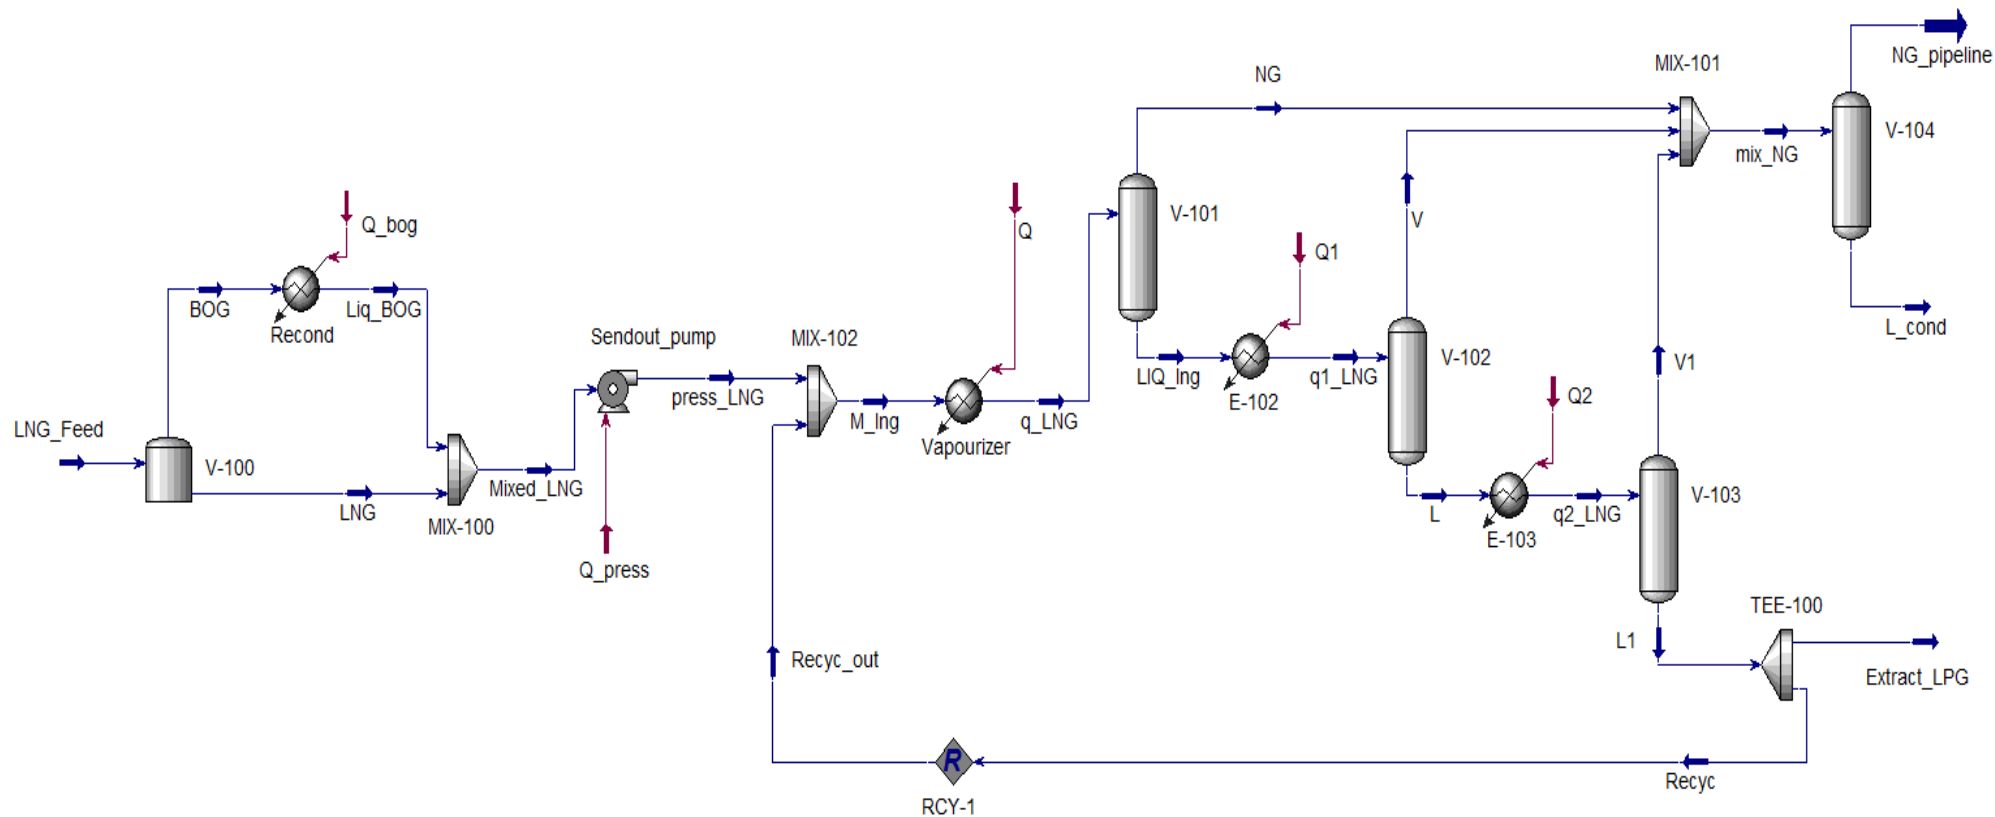 NG_pipeline
MIX-101
NG
V-104
mix_NG
V-101
Q_bog
V
Q
Q1
BOG
Liq_BOG
L_cond
Recond
Sendout_pump
MIX-102
V-102
V1
LIQ_lng
q1_LNG
press_LNG
E-102
Q2
M_lng
q_LNG
LNG_Feed
Vapourizer
V-100
Mixed_LNG
V-103
LNG
L
q2_LNG
MIX-100
E-103
Q_press
TEE-100
L1
Recyc_out
Extract_LPG
R
Recyc
RCY-1